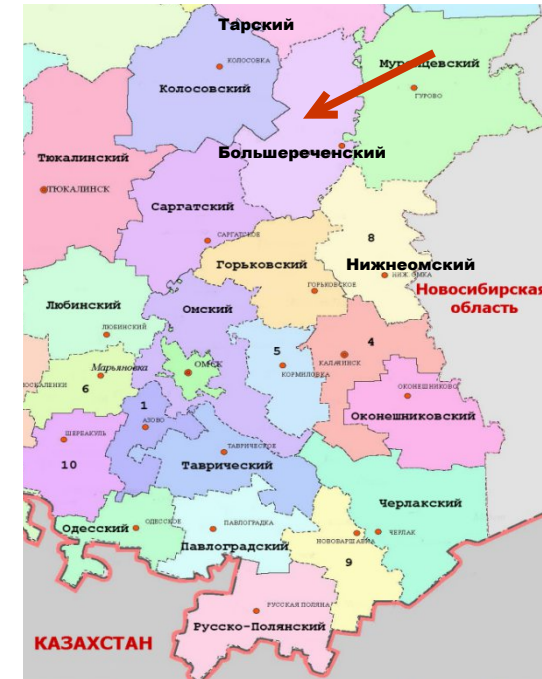 Тарский
КОЛОСОВКА
Колосовский
ГУРОВО
Большереченский
Тюкалинский
ТЮКАЛИНСК
Саргатский
САРГАТСКОЕ
8
Горьковский
Нижнеомский
ГОРЬКОВСКОЕ
Новосибирская
область
Любинский
Омский
ЛЮБИНСКИЙ
4
5
Марьяновка
ОМСК
КАЛАЧИНСК
КОРМИЛОВКА
6
ОКОНЕШНИКОВО
1
Оконешниковский
АЗОВО
ШЕРБАКУЛЬ
ТАВРИЧЕСКОЕ
10
Таврический
Черлакский
Одесский
ОДЕССКОЕ
ПАВЛОГРАДКА
ЧЕРЛАК
Павлоградский
9
РУССКАЯ ПОЛЯНА
Русско-Полянский
КАЗАХСТАН